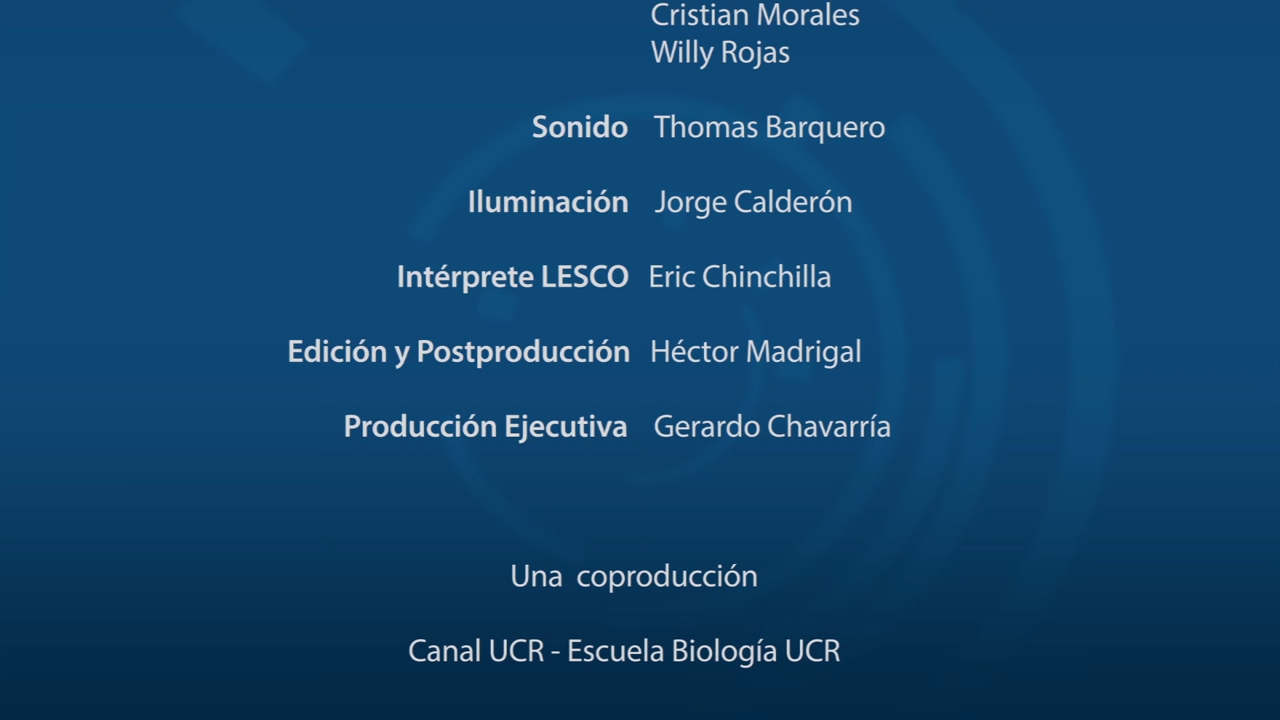 Cristian Morales
Willy Rojas
Sonido Thomas Barquero
Iluminación Jorge Calderón
Intérprete LESCO Eric Chinchilla
Edición y Postproducción Héctor Madrigal
Producción Ejecutiva Gerardo Chavarría
Una coproducción
Canal UCR - Escuela Biología UCR